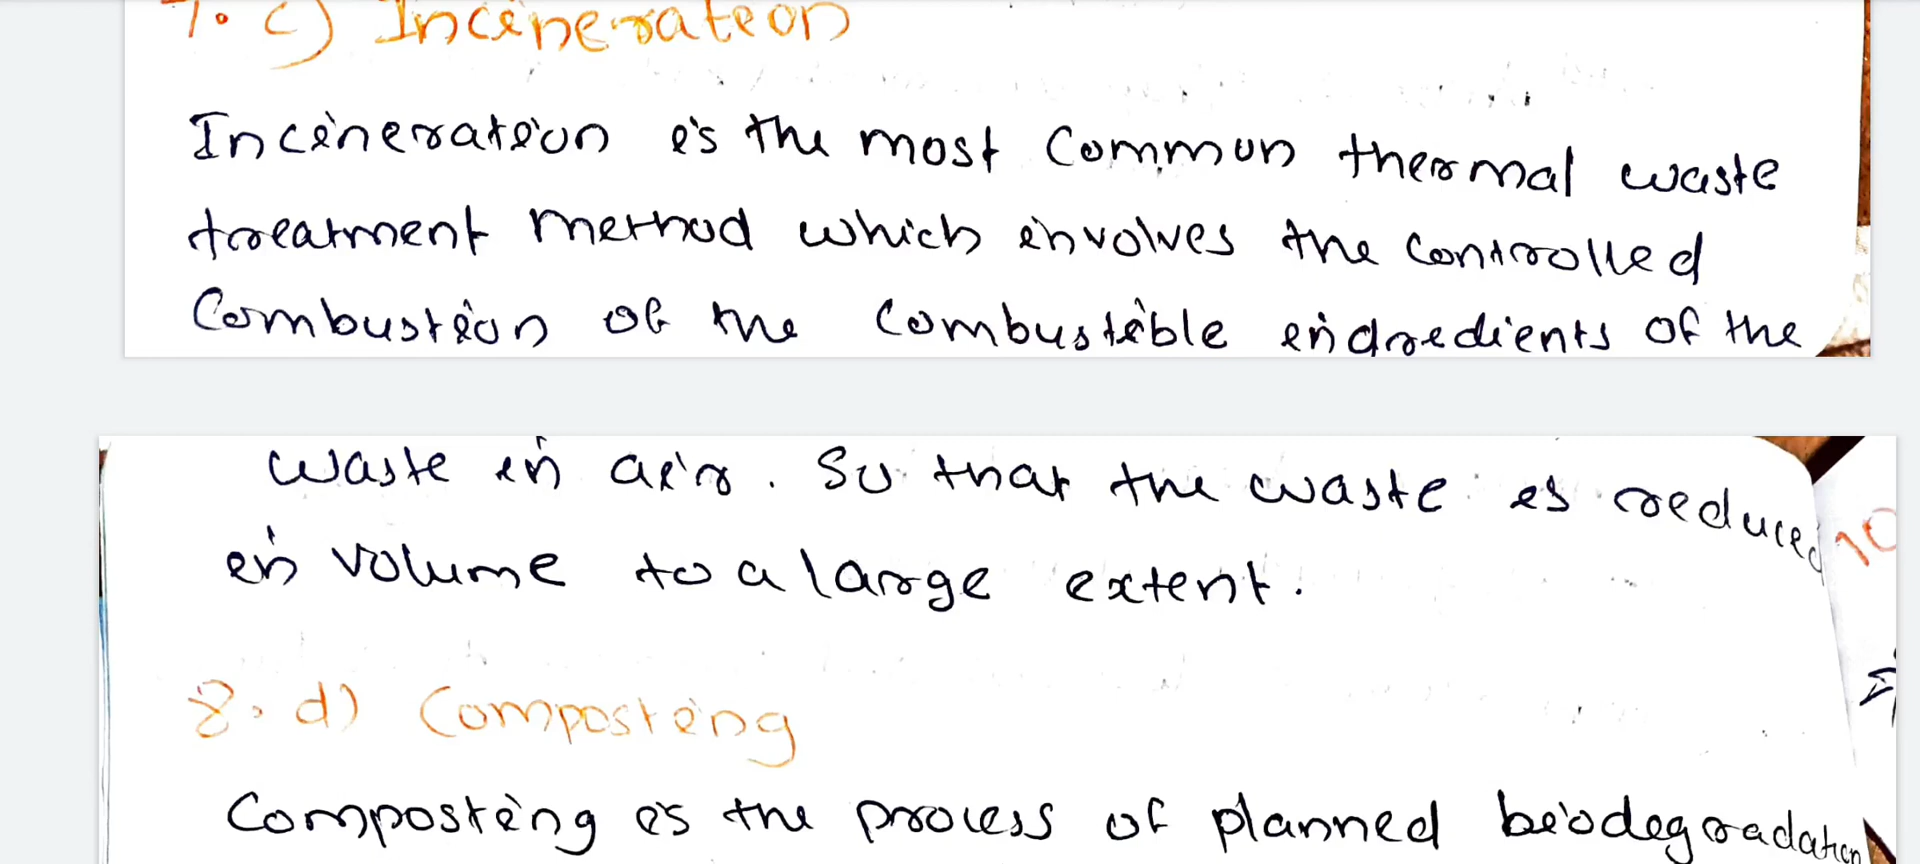 7. c) Incineration
Incineration is the most common thermal waste
treatment method which involves the controlled
Combustion of the combustible ingredients of the
waste in air. So that the waste is reduced
in volume to a large extent.
8. d) Composting
Composting is the process of planned biodegradation